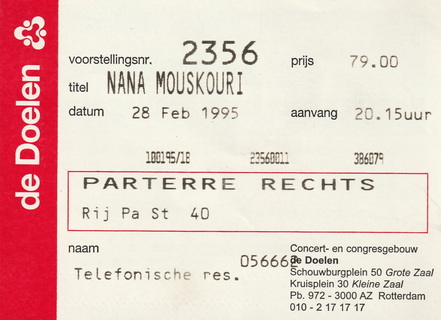 de Doelen
voorstellingsnr. 2356 prijs 79.00
titel NANA MOUSKOURI
datum 28 Feb 1995 aanvang 20.15uur
100195/18 23560011 386079
PARTERRE RECHTS
Rij Pa St 40
naam 056668
Telefonische res.
Concert- en congresgebouw
de Doelen
Schouwburgplein 50 Grote Zaal
Kruisplein 30 Kleine Zaal
Pb. 972 - 3000 AZ Rotterdam
010 - 2 17 17 17